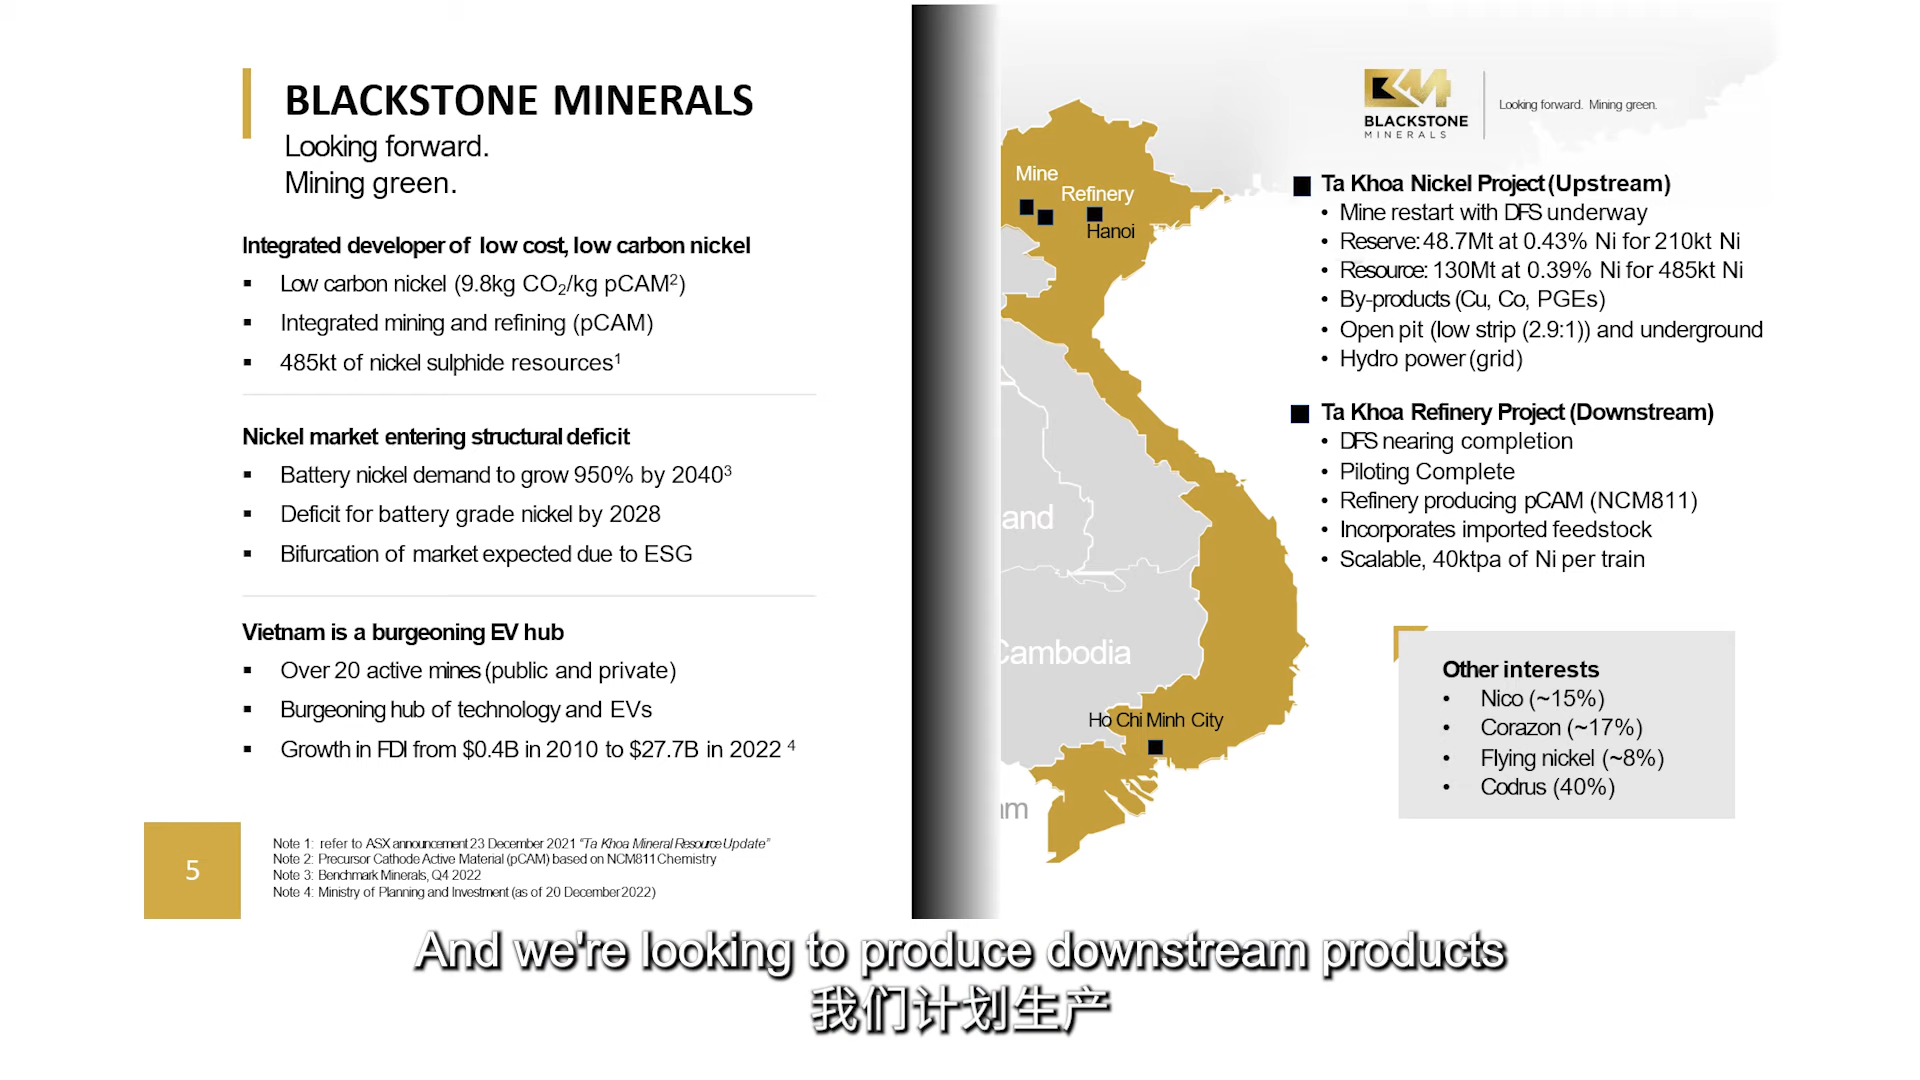 BLACKSTONE MINERALS
Looking forward.
Mining green.
Integrated developer of low cost, low carbon nickel
▪ Low carbon nickel (9.8kg CO₂/kg pCAM²)
▪ Integrated mining and refining (pCAM)
▪ 485kt of nickel sulphide resources¹
Nickel market entering structural deficit
▪ Battery nickel demand to grow 950% by 2040³
▪ Deficit for battery grade nickel by 2028
▪ Bifurcation of market expected due to ESG
Vietnam is a burgeoning EV hub
▪ Over 20 active mines (public and private)
▪ Burgeoning hub of technology and EVs
▪ Growth in FDI from $0.4B in 2010 to $27.7B in 2022 ⁴
5
Note 1: refer to ASX announcement 23 December 2021 "Ta Khoa Mineral Resource Update"
Note 2: Precursor Cathode Active Material (pCAM) based on NCM811 Chemistry
Note 3: Benchmark Minerals, Q4 2022
Note 4: Ministry of Planning and Investment (as of 20 December 2022)
Mine
Refinery
Hanoi
and
Cambodia
Ho Chi Minh City
am
BLACKSTONE
MINERALS
Looking forward. Mining green.
Ta Khoa Nickel Project (Upstream)
• Mine restart with DFS underway
• Reserve: 48.7Mt at 0.43% Ni for 210kt Ni
• Resource: 130Mt at 0.39% Ni for 485kt Ni
• By-products (Cu, Co, PGEs)
• Open pit (low strip (2.9:1)) and underground
• Hydro power (grid)
Ta Khoa Refinery Project (Downstream)
• DFS nearing completion
• Piloting Complete
• Refinery producing pCAM (NCM811)
• Incorporates imported feedstock
• Scalable, 40ktpa of Ni per train
Other interests
• Nico (~15%)
• Corazon (~17%)
• Flying nickel (~8%)
• Codrus (40%)
And we're looking to produce downstream products
我们计划生产